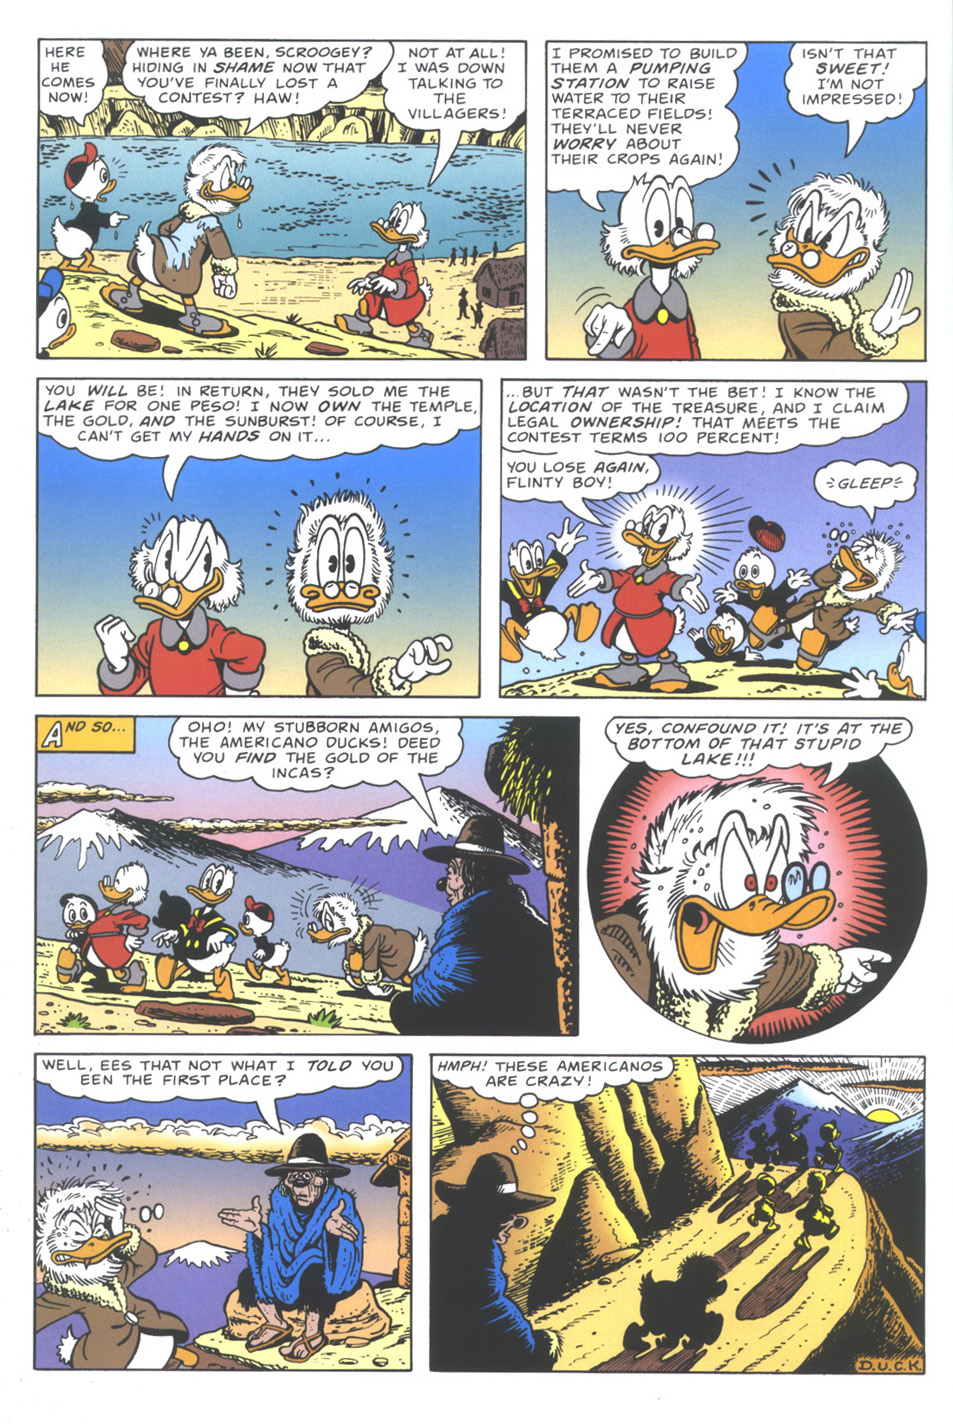 HERE
HE
COMES
NOW!
WHERE YA BEEN, SCROOGEY?
HIDING IN SHAME NOW THAT
YOU'VE FINALLY LOST A
CONTEST? HAW!
NOT AT ALL!
I WAS DOWN
TALKING TO
THE
VILLAGERS!
I PROMISED TO BUILD
THEM A PUMPING
STATION TO RAISE
WATER TO THEIR
TERRACED FIELDS!
THEY'LL NEVER
WORRY ABOUT
THEIR CROPS AGAIN!
ISN'T THAT
SWEET!
I'M NOT
IMPRESSED!
YOU WILL BE! IN RETURN, THEY SOLD ME THE
LAKE FOR ONE PESO! I NOW OWN THE TEMPLE,
THE GOLD, AND THE SUNBURST! OF COURSE, I
CAN'T GET MY HANDS ON IT...
...BUT THAT WASN'T THE BET! I KNOW THE
LOCATION OF THE TREASURE, AND I CLAIM
LEGAL OWNERSHIP! THAT MEETS THE
CONTEST TERMS 100 PERCENT!
YOU LOSE AGAIN,
FLINTY BOY!
GLEEP
AND SO...
OHO! MY STUBBORN AMIGOS,
THE AMERICANO DUCKS! DEED
YOU FIND THE GOLD OF THE
INCAS?
YES, CONFOUND IT! IT'S AT THE
BOTTOM OF THAT STUPID
LAKE!!!
WELL, EES THAT NOT WHAT I TOLD YOU
EEN THE FIRST PLACE?
HMPH! THESE AMERICANOS
ARE CRAZY!
D.U.C.K.